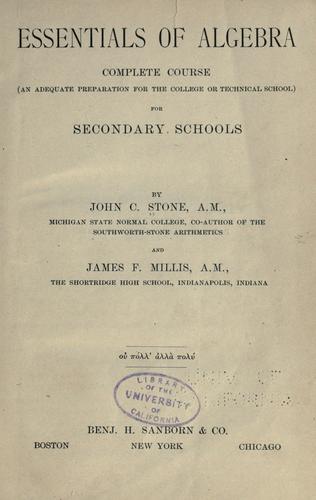 ESSENTIALS OF ALGEBRA
COMPLETE COURSE
(AN ADEQUATE PREPARATION FOR THE COLLEGE OR TECHNICAL SCHOOL)
FOR
SECONDARY SCHOOLS
BY
JOHN C. STONE, A.M.,
MICHIGAN STATE NORMAL COLLEGE, CO-AUTHOR OF THE
SOUTHWORTH-STONE ARITHMETICS
AND
JAMES F. MILLIS, A.M.,
THE SHORTRIDGE HIGH SCHOOL, INDIANAPOLIS, INDIANA
οὐ πόλλ' ἀλλὰ πολύ
LIBRARY
OF THE
UNIVERSITY
OF
CALIFORNIA
BENJ. H. SANBORN & CO.
BOSTON NEW YORK CHICAGO